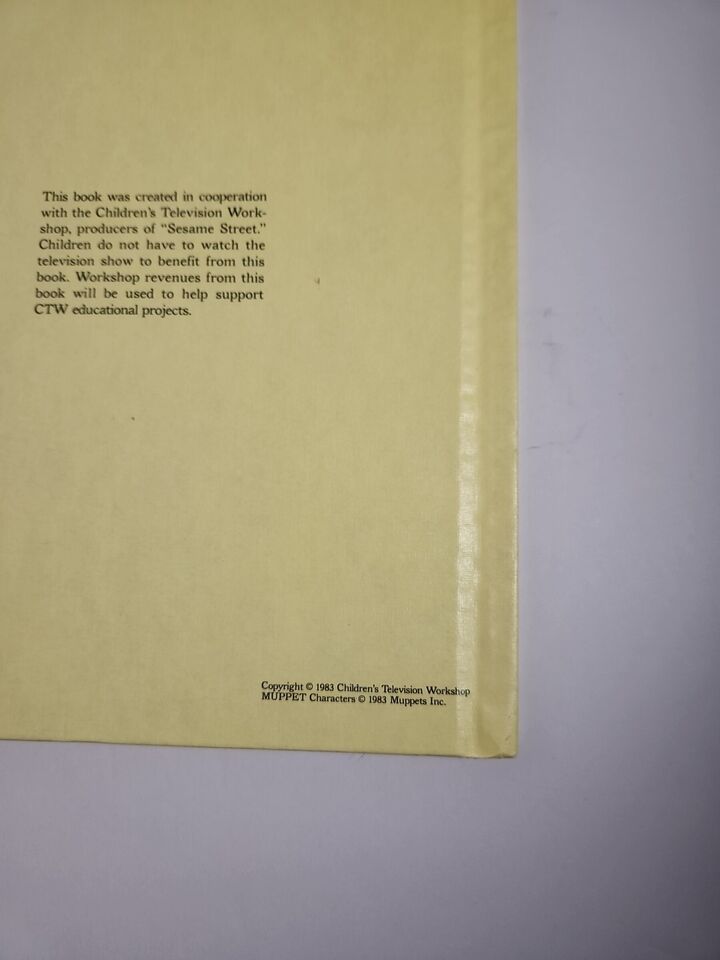 This book was created in cooperation
with the Children's Television Work-
shop, producers of "Sesame Street."
Children do not have to watch the
television show to benefit from this
book. Workshop revenues from this
book will be used to help support
CTW educational projects.
Copyright © 1983 Children's Television Workshop
MUPPET Characters © 1983 Muppets Inc.